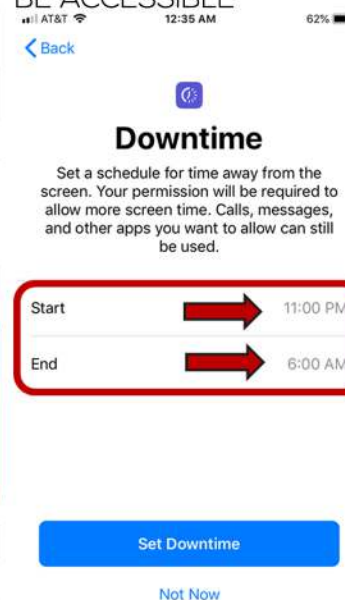 BE ACCESSIBLE
AT&T 12:35 AM 62%
Back
Downtime
Set a schedule for time away from the
screen. Your permission will be required to
allow more screen time. Calls, messages,
and other apps you want to allow can still
be used.
Start 11:00 PM
End 6:00 AM
Set Downtime
Not Now